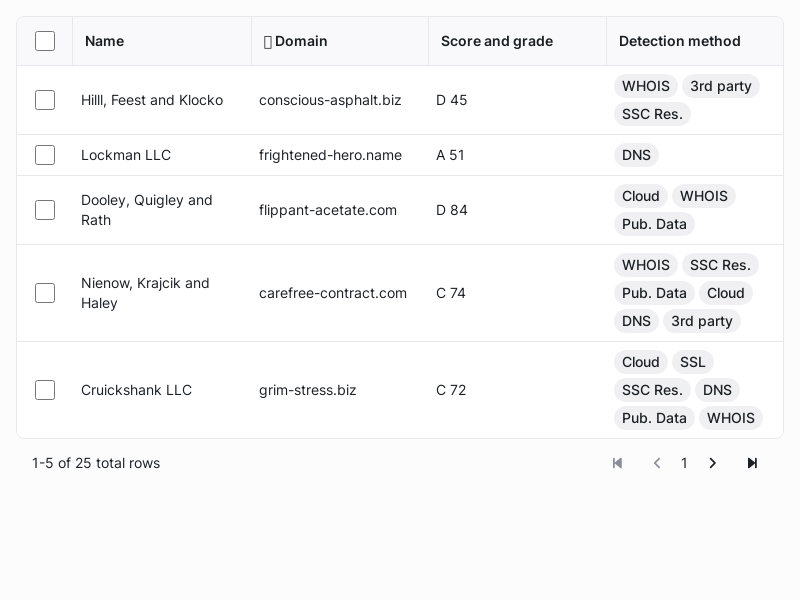 Name Domain Score and grade Detection method
Hilll, Feest and Klocko conscious-asphalt.biz D 45 WHOIS 3rd party
SSC Res.
Lockman LLC frightened-hero.name A 51 DNS
Dooley, Quigley and
Rath flippant-acetate.com D 84 Cloud WHOIS
Pub. Data
Nienow, Krajcik and
Haley carefree-contract.com C 74 WHOIS SSC Res.
Pub. Data Cloud
DNS 3rd party
Cruickshank LLC grim-stress.biz C 72 Cloud SSL
SSC Res. DNS
Pub. Data WHOIS
1-5 of 25 total rows 1